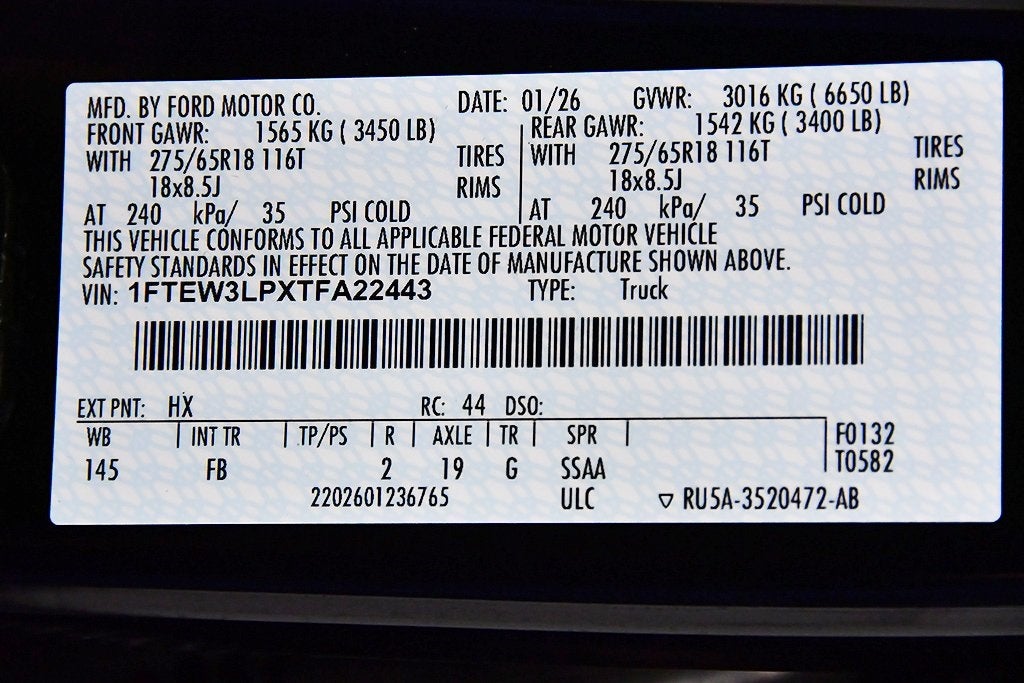 MFD. BY FORD MOTOR CO. DATE: 01/26 GVWR: 3016 KG ( 6650 LB)
FRONT GAWR: 1565 KG ( 3450 LB) REAR GAWR: 1542 KG ( 3400 LB)
WITH 275/65R18 116T TIRES WITH 275/65R18 116T TIRES
18x8.5J RIMS 18x8.5J RIMS
AT 240 kPa/ 35 PSI COLD AT 240 kPa/ 35 PSI COLD
THIS VEHICLE CONFORMS TO ALL APPLICABLE FEDERAL MOTOR VEHICLE
SAFETY STANDARDS IN EFFECT ON THE DATE OF MANUFACTURE SHOWN ABOVE.
VIN: 1FTEW3LPXTFA22443 TYPE: Truck
EXT PNT: HX RC: 44 DSO:
WB INT TR TP/PS R AXLE TR SPR F0132
145 FB 2 19 G SSAA T0582
2202601236765 ULC ▽ RU5A-3520472-AB